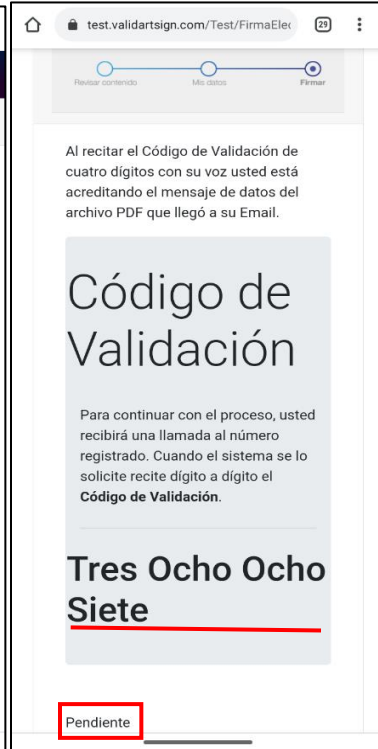 test.validartsign.com/Test/FirmaElec 29
Revisar contenido Mis datos Firmar
Al recitar el Código de Validación de
cuatro dígitos con su voz usted está
acreditando el mensaje de datos del
archivo PDF que llegó a su Email.
Código de
Validación
Para continuar con el proceso, usted
recibirá una llamada al número
registrado. Cuando el sistema se lo
solicite recite dígito a dígito el
Código de Validación.
Tres Ocho Ocho
Siete
Pendiente